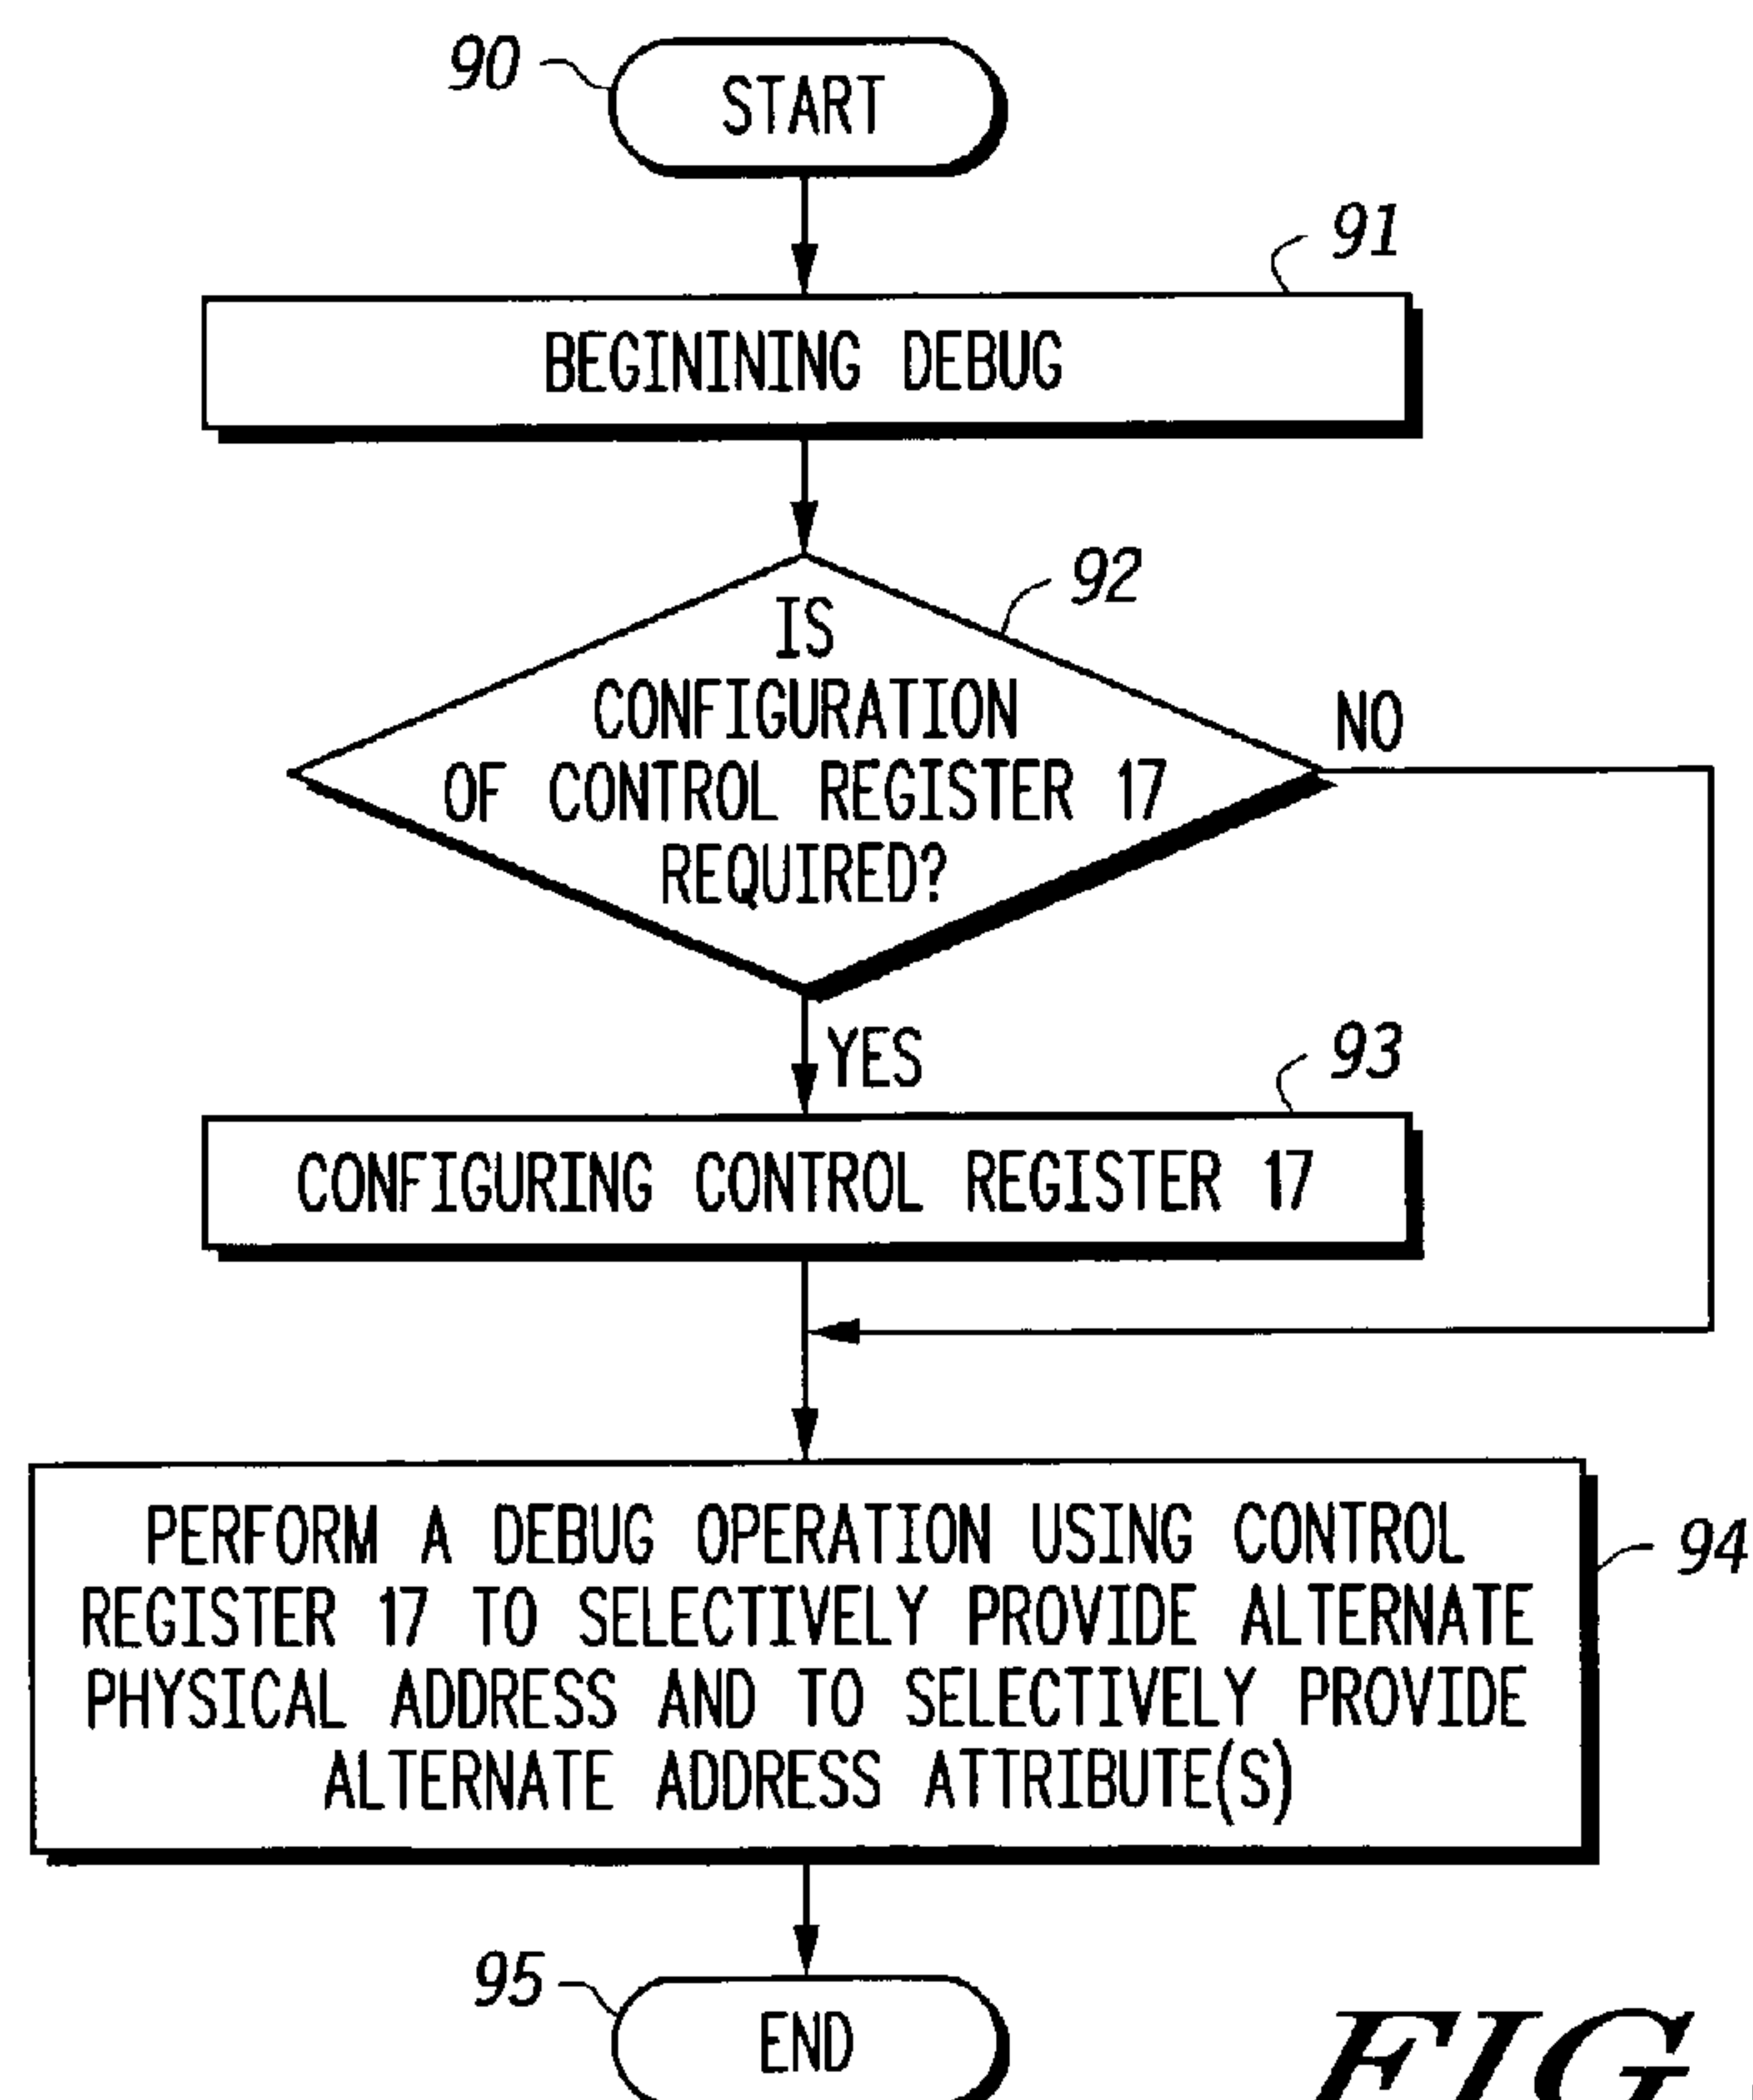 90
START
91
BEGINING DEBUG
92
IS
CONFIGURATION
OF CONTROL REGISTER 17
REQUIRED?
NO
YES
93
CONFIGURING CONTROL REGISTER 17
PERFORM A DEBUG OPERATION USING CONTROL
REGISTER 17 TO SELECTIVELY PROVIDE ALTERNATE
PHYSICAL ADDRESS AND TO SELECTIVELY PROVIDE
ALTERNATE ADDRESS ATTRIBUTE(S)
94
95
END
FIG